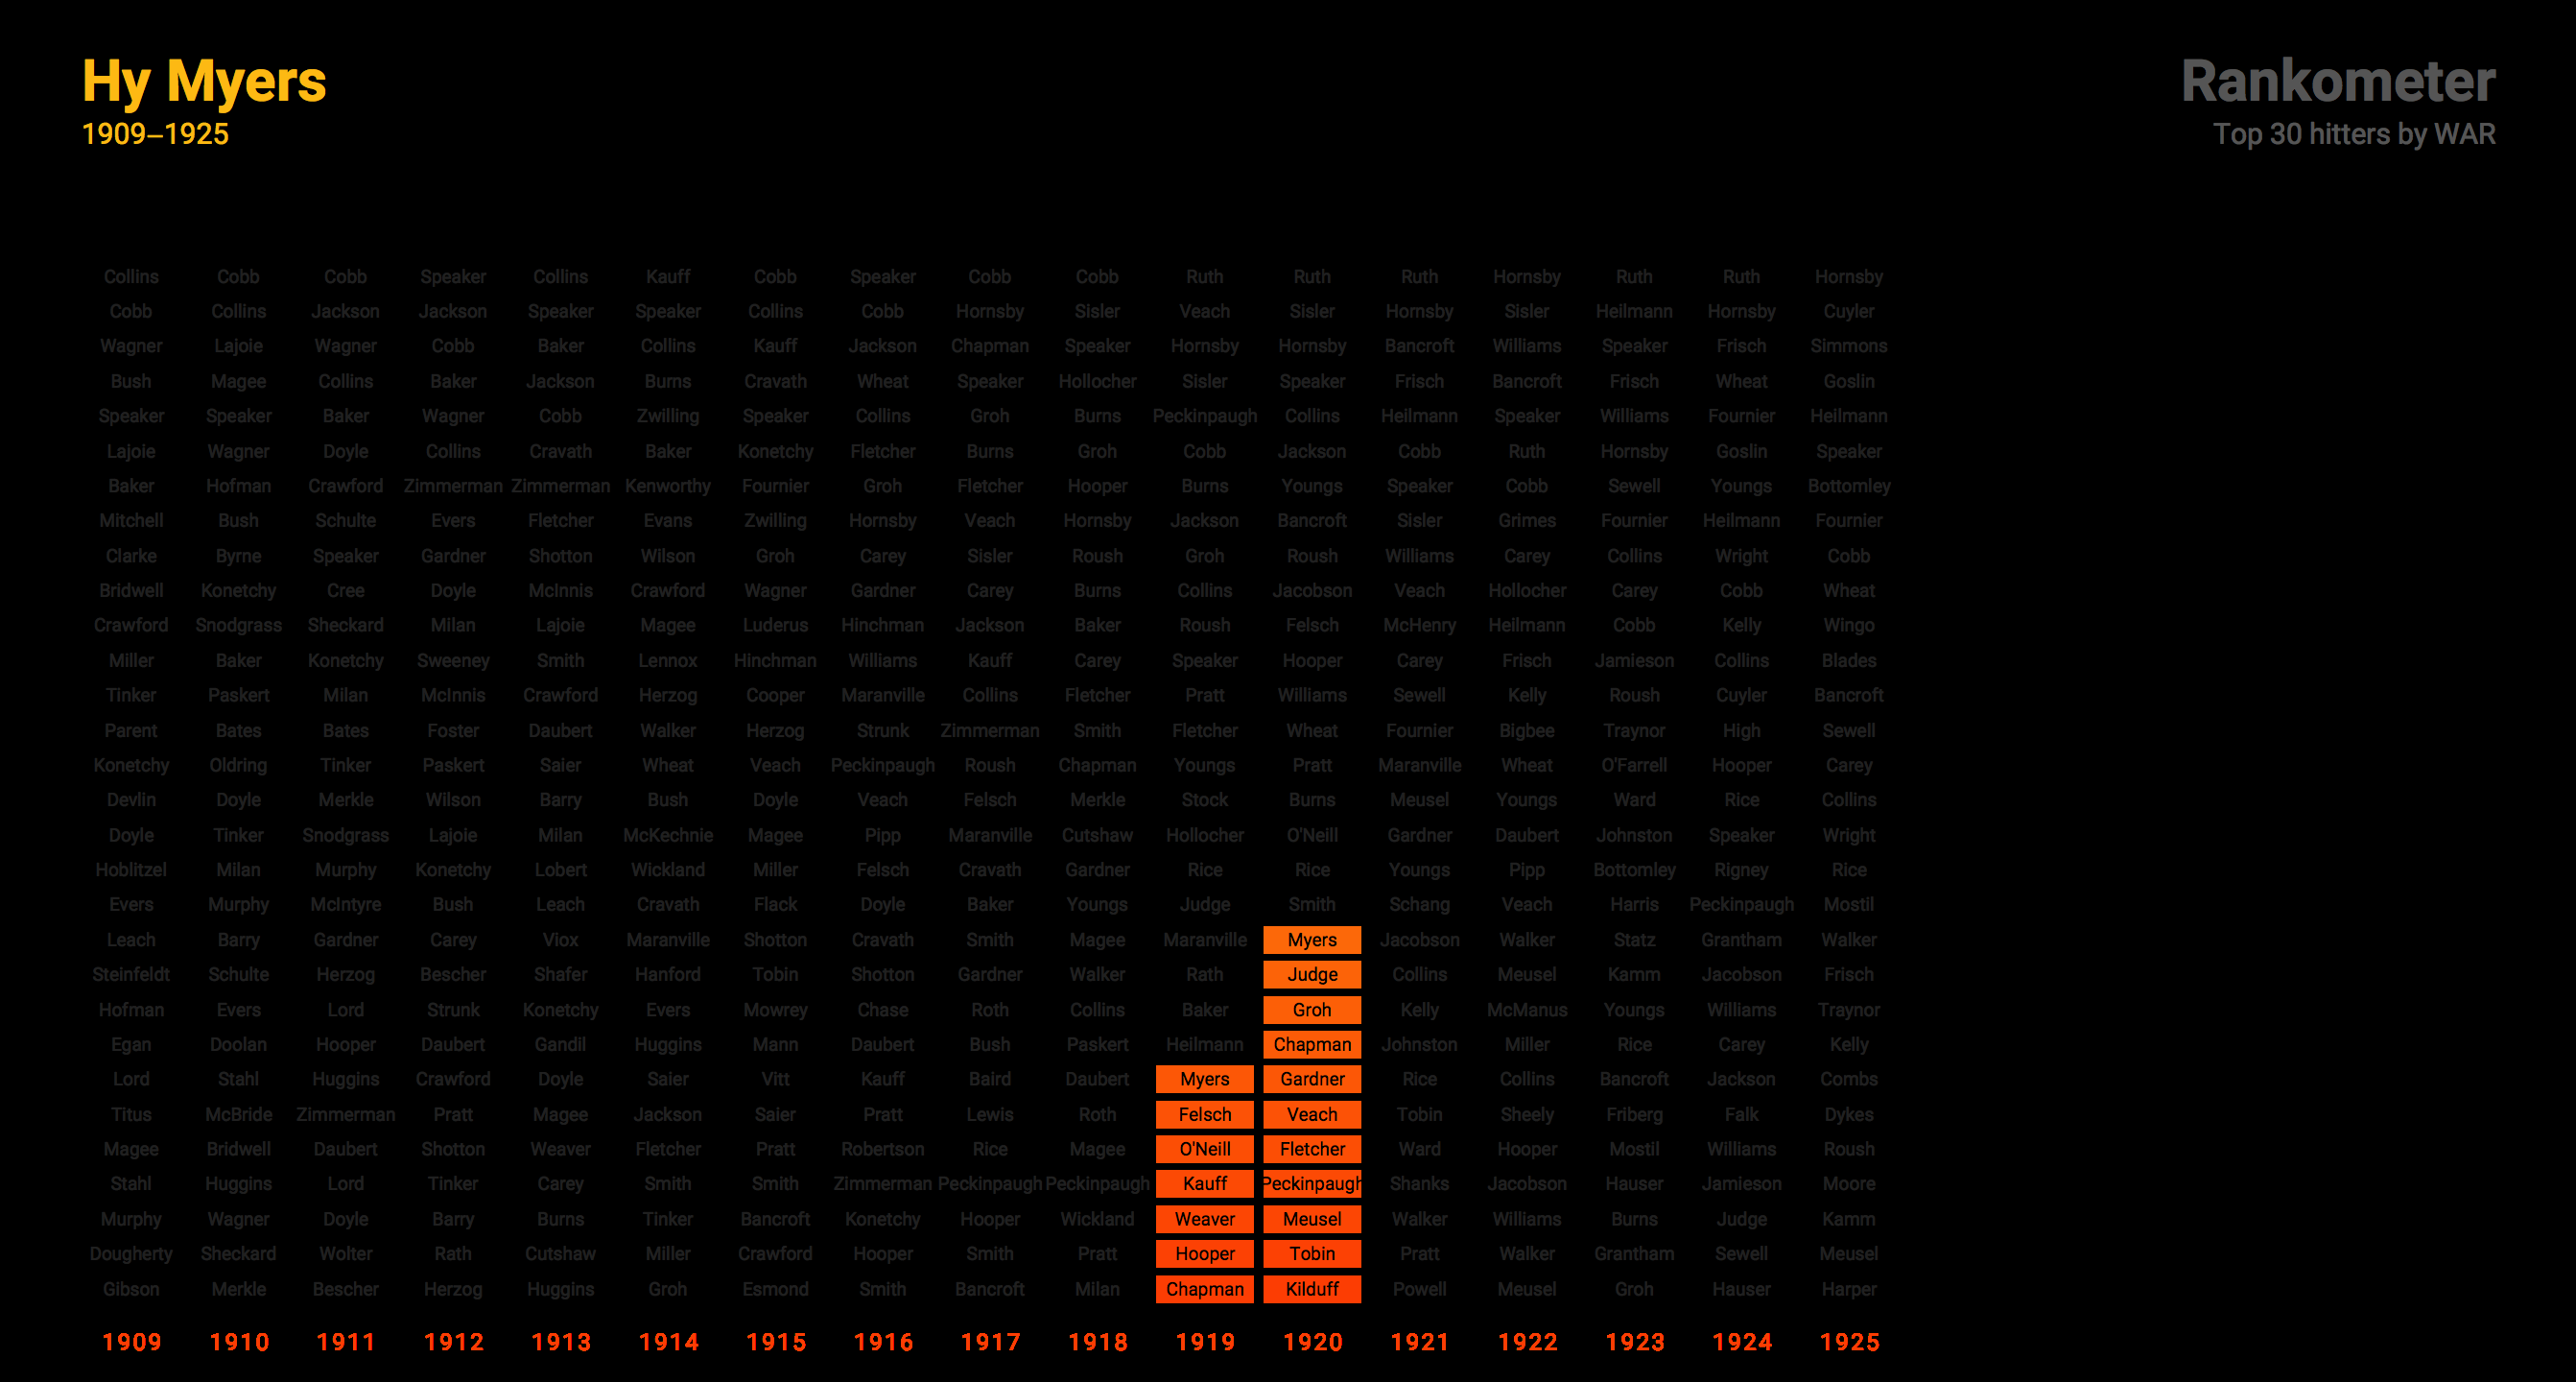 Hy Myers
1909–1925
Rankometer
Top 30 hitters by WAR
Collins Cobb Cobb Speaker Collins Kauff Cobb Speaker Cobb Cobb Ruth Ruth Ruth Hornsby Ruth Ruth Hornsby
Cobb Collins Jackson Jackson Speaker Speaker Collins Cobb Hornsby Sisler Veach Sisler Hornsby Sisler Heilmann Hornsby Cuyler
Wagner Lajoie Wagner Cobb Baker Collins Kauff Jackson Chapman Speaker Hornsby Hornsby Bancroft Williams Speaker Frisch Simmons
Bush Magee Collins Baker Jackson Burns Cravath Wheat Speaker Hollocher Sisler Speaker Frisch Bancroft Frisch Wheat Goslin
Speaker Speaker Baker Wagner Cobb Zwilling Speaker Collins Groh Burns Peckinpaugh Collins Heilmann Speaker Williams Fournier Heilmann
Lajoie Wagner Doyle Collins Cravath Baker Konetchy Fletcher Burns Groh Cobb Jackson Cobb Ruth Hornsby Goslin Speaker
Baker Hofman Crawford Zimmerman Zimmerman Kenworthy Fournier Groh Fletcher Hooper Burns Youngs Speaker Cobb Sewell Youngs Bottomley
Mitchell Bush Schulte Evers Fletcher Evans Zwilling Hornsby Veach Hornsby Jackson Bancroft Sisler Grimes Fournier Heilmann Fournier
Clarke Byrne Speaker Gardner Shotton Wilson Groh Carey Sisler Roush Groh Roush Williams Carey Collins Wright Cobb
Bridwell Konetchy Cree Doyle McInnis Crawford Wagner Gardner Carey Burns Collins Jacobson Veach Hollocher Carey Cobb Wheat
Crawford Snodgrass Sheckard Milan Lajoie Magee Luderus Hinchman Jackson Baker Roush Felsch McHenry Heilmann Cobb Kelly Wingo
Miller Baker Konetchy Sweeney Smith Lennox Hinchman Williams Kauff Carey Speaker Hooper Carey Frisch Jamieson Collins Blades
Tinker Paskert Milan McInnis Crawford Herzog Cooper Maranville Collins Fletcher Pratt Williams Sewell Kelly Roush Cuyler Bancroft
Parent Bates Bates Foster Daubert Walker Herzog Strunk Zimmerman Smith Fletcher Wheat Fournier Bigbee Traynor High Sewell
Konetchy Oldring Tinker Paskert Saier Wheat Veach Peckinpaugh Roush Chapman Youngs Pratt Maranville Wheat O'Farrell Hooper Carey
Devlin Doyle Merkle Wilson Barry Bush Doyle Veach Felsch Merkle Stock Burns Meusel Youngs Ward Rice Collins
Doyle Tinker Snodgrass Lajoie Milan McKechnie Magee Pipp Maranville Cutshaw Hollocher O'Neill Gardner Daubert Johnston Speaker Wright
Hoblitzel Milan Murphy Konetchy Lobert Wickland Miller Felsch Cravath Gardner Rice Rice Youngs Pipp Bottomley Rigney Rice
Evers Murphy McIntyre Bush Leach Cravath Flack Doyle Baker Youngs Judge Smith Schang Veach Harris Peckinpaugh Mostil
Leach Barry Gardner Carey Viox Maranville Shotton Cravath Smith Magee Maranville Myers Jacobson Walker Statz Grantham Walker
Steinfeldt Schulte Herzog Bescher Shafer Hanford Tobin Shotton Gardner Walker Rath Judge Collins Meusel Kamm Jacobson Frisch
Hofman Evers Lord Strunk Konetchy Evers Mowrey Chase Roth Collins Baker Groh Kelly McManus Youngs Williams Traynor
Egan Doolan Hooper Daubert Gandil Huggins Mann Daubert Bush Paskert Heilmann Chapman Johnston Miller Rice Carey Kelly
Lord Stahl Huggins Crawford Doyle Saier Vitt Kauff Baird Daubert Myers Gardner Rice Collins Bancroft Jackson Combs
Titus McBride Zimmerman Pratt Magee Jackson Saier Pratt Lewis Roth Felsch Veach Tobin Sheely Friberg Falk Dykes
Magee Bridwell Daubert Shotton Weaver Fletcher Pratt Robertson Rice Magee O'Neill Fletcher Ward Hooper Mostil Williams Roush
Stahl Huggins Lord Tinker Carey Smith Smith Zimmerman Peckinpaugh Peckinpaugh Kauff Peckinpaugh Shanks Jacobson Hauser Jamieson Moore
Murphy Wagner Doyle Barry Burns Tinker Bancroft Konetchy Hooper Wickland Weaver Meusel Walker Williams Burns Judge Kamm
Dougherty Sheckard Wolter Rath Cutshaw Miller Crawford Hooper Smith Pratt Hooper Tobin Pratt Walker Grantham Sewell Meusel
Gibson Merkle Bescher Herzog Huggins Groh Esmond Smith Bancroft Milan Chapman Kilduff Powell Meusel Groh Hauser Harper
1909 1910 1911 1912 1913 1914 1915 1916 1917 1918 1919 1920 1921 1922 1923 1924 1925